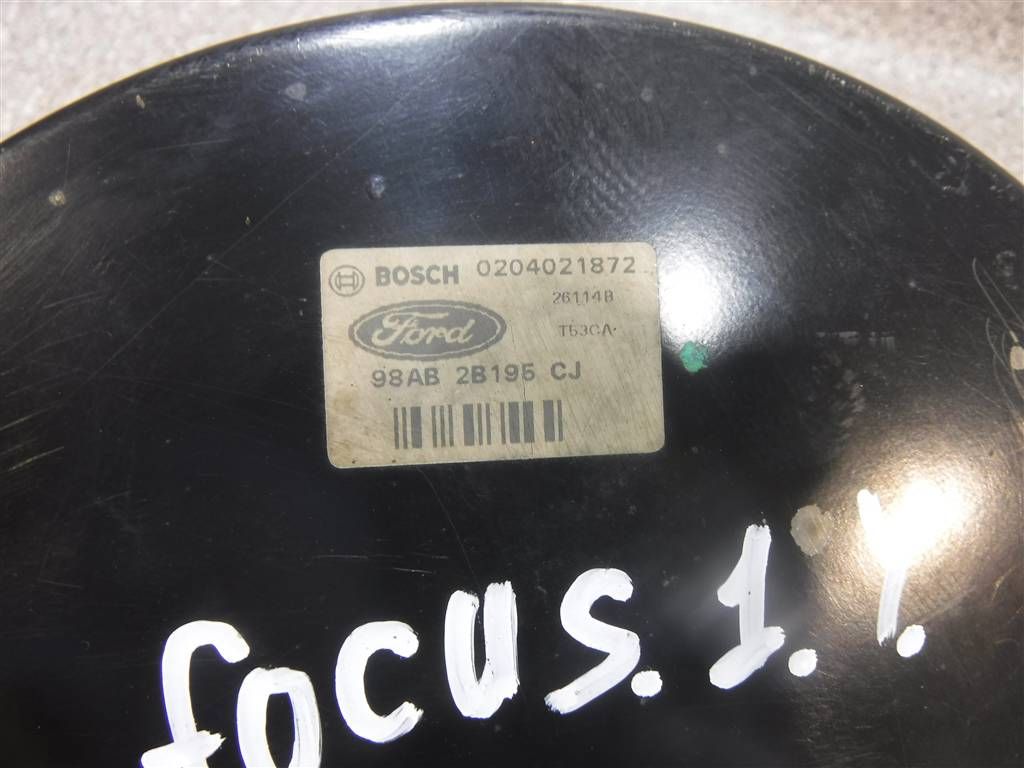 BOSCH 0204021872
26114B
Ford T53CA
98AB 2B195 CJ
focus.1.